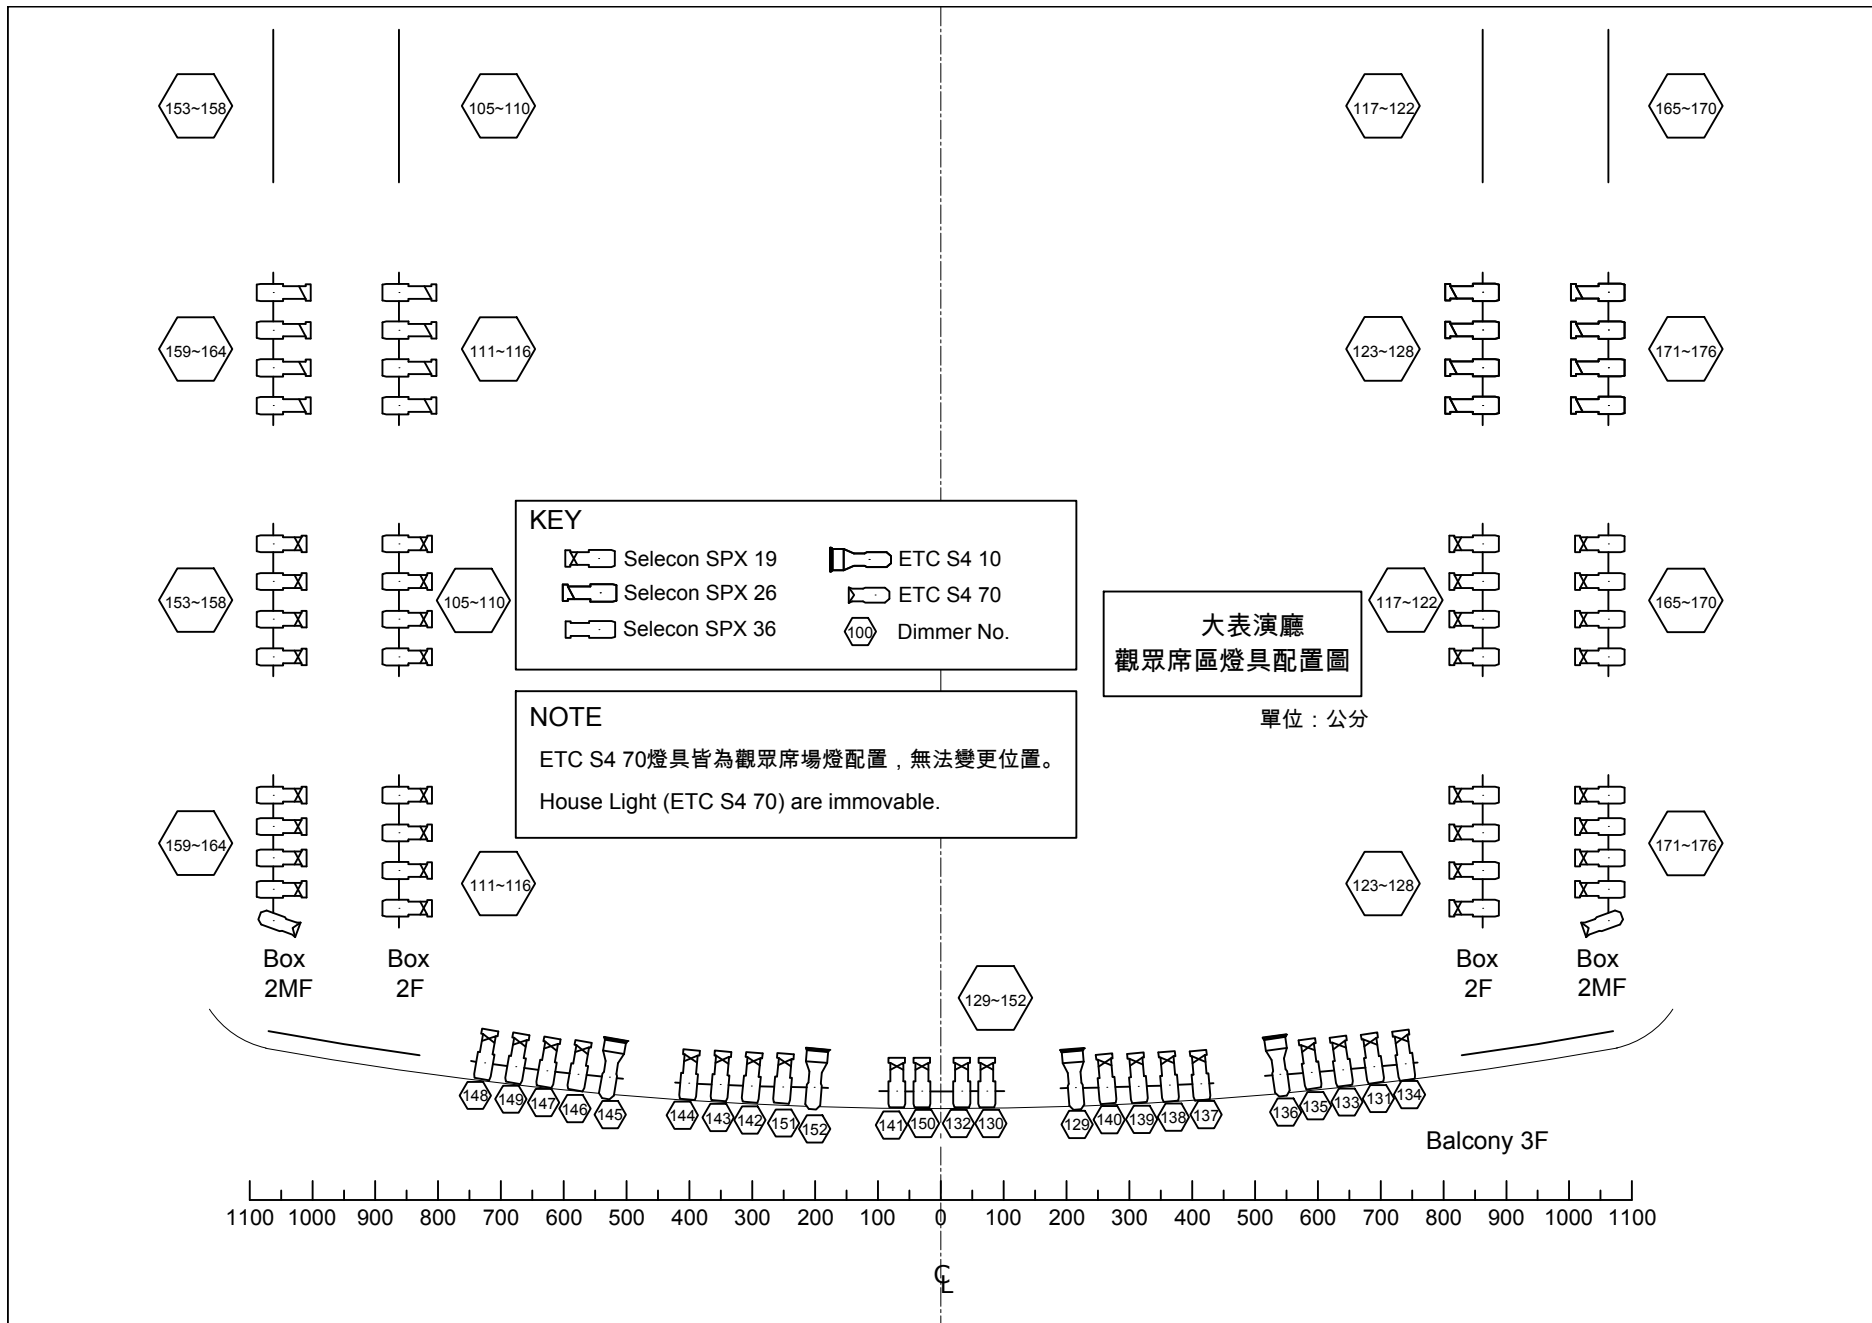 153~158
105~110
117~122
165~170
159~164
111~116
123~128
171~176
KEY
Selecon SPX 19
ETC S4 10
Selecon SPX 26
ETC S4 70
Selecon SPX 36
100
Dimmer No.
153~158
105~110
117~122
165~170
大表演廳
觀眾席區燈具配置圖
單位：公分
NOTE
ETC S4 70燈具皆為觀眾席場燈配置，無法變更位置。
House Light (ETC S4 70) are immovable.
159~164
111~116
123~128
171~176
Box
2MF
Box
2F
Box
2F
Box
2MF
129~152
148
149
147
146
145
144
143
142
151
152
141
150
132
130
129
140
139
138
137
136
135
133
131
134
Balcony 3F
1100 1000 900 800 700 600 500 400 300 200 100 0 100 200 300 400 500 600 700 800 900 1000 1100
℄